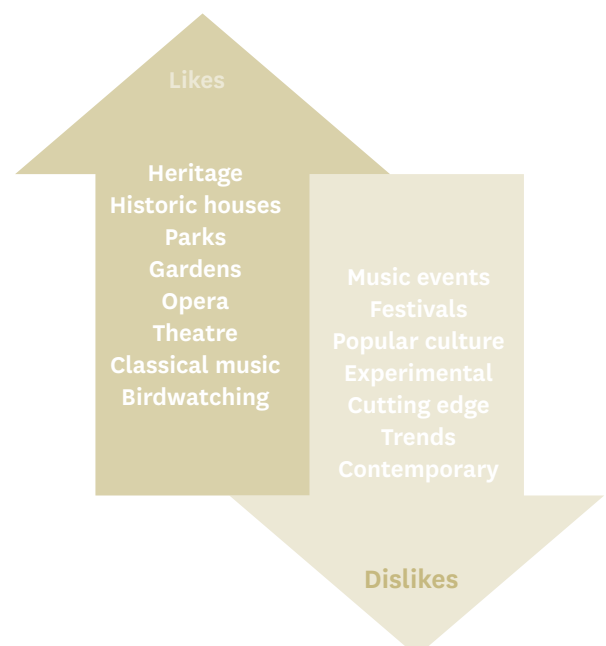 Likes
Heritage
Historic houses
Parks
Gardens
Opera
Theatre
Classical music
Birdwatching
Music events
Festivals
Popular culture
Experimental
Cutting edge
Trends
Contemporary
Dislikes